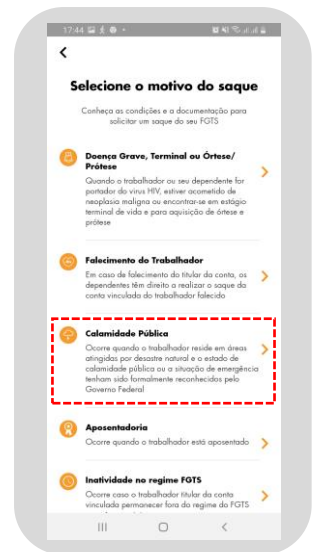 17:44
Selecione o motivo do saque
Conheça as condições e a documentação para
solicitar um saque do seu FGTS
Doença Grave, Terminal ou Órtese/
Prótese
Quando o trabalhador ou seu dependente for
portador do vírus HIV, estiver acometido de
neoplasia maligna ou encontrar-se em estágio
terminal de vida e para aquisição de órtese e
prótese
Falecimento do Trabalhador
Em caso de falecimento do titular da conta, os
dependentes têm direito a realizar o saque da
conta vinculada do trabalhador falecido
Calamidade Pública
Ocorre quando o trabalhador reside em áreas
atingidas por desastre natural e o estado de
calamidade pública ou a situação de emergência
tenham sido formalmente reconhecidos pelo
Governo Federal
Aposentadoria
Ocorre quando o trabalhador está aposentado
Inatividade no regime FGTS
Ocorre caso o trabalhador titular da conta
vinculada permanecer fora do regime do FGTS